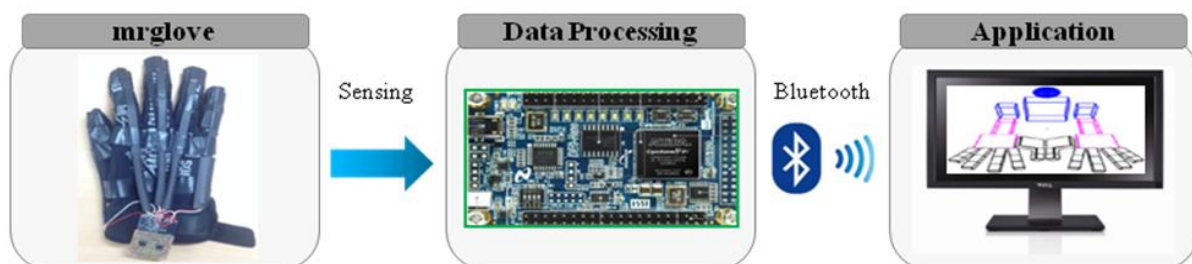 mrglove
Data Processing
Application
Sensing
Bluetooth